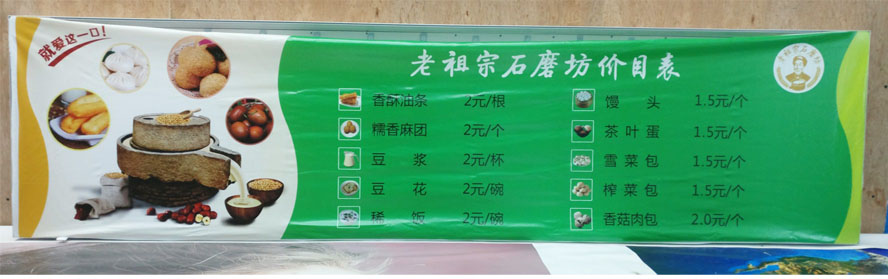 就爱这一口！
老祖宗石磨坊价目表
香酥油条 2元/根
糯香麻团 2元/个
豆浆 2元/杯
豆花 2元/碗
稀饭 2元/碗
馒头 1.5元/个
茶叶蛋 1.5元/个
雪菜包 1.5元/个
榨菜包 1.5元/个
香菇肉包 2.0元/个